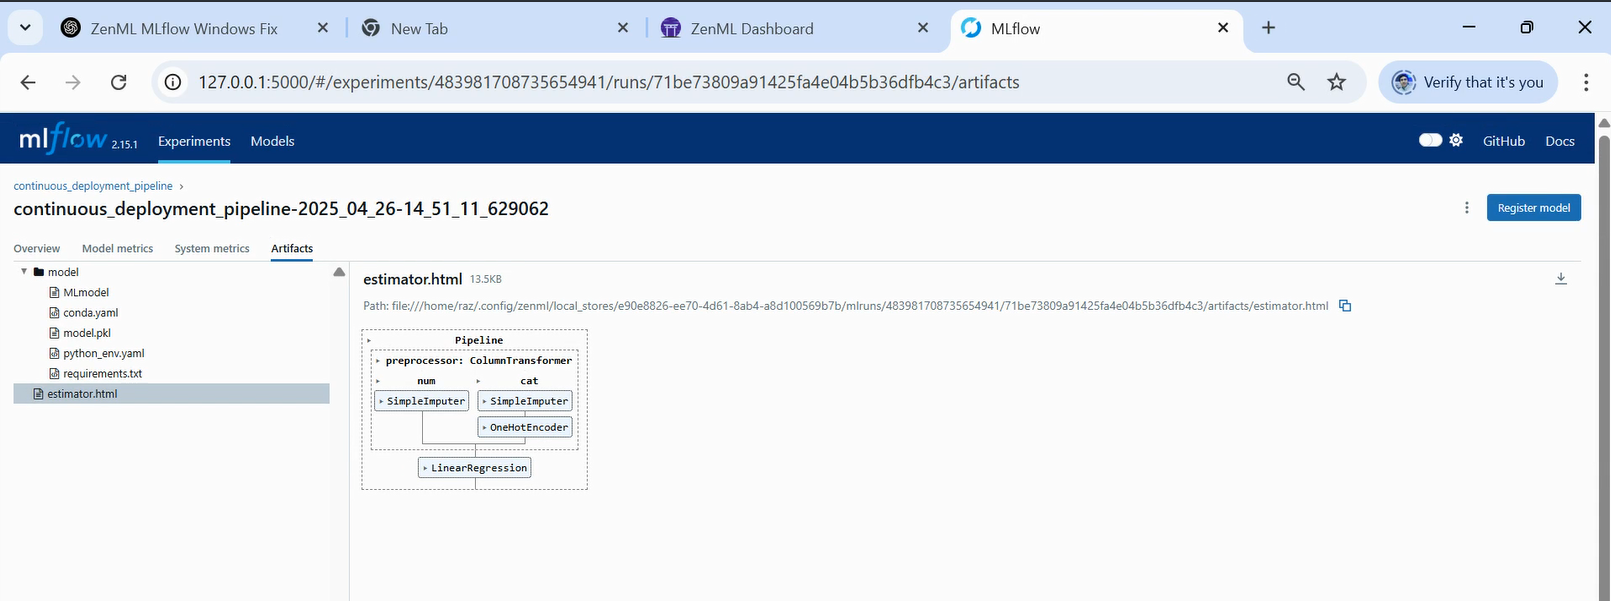 ZenML MLflow Windows Fix
New Tab
ZenML Dashboard
MLflow
127.0.0.1:5000/#/experiments/483981708735654941/runs/71be73809a91425fa4e04b5b36dfb4c3/artifacts
Verify that it's you
mlflow 2.15.1 Experiments Models GitHub Docs
continuous_deployment_pipeline
continuous_deployment_pipeline-2025_04_26-14_51_11_629062
Register model
Overview Model metrics System metrics Artifacts
model
MLmodel
conda.yaml
model.pkl
python_env.yaml
requirements.txt
estimator.html
estimator.html 13.5KB
Path: file:///home/raz/.config/zenml/local_stores/e90e8826-ee70-4d61-8ab4-a8d100569b7b/mlruns/483981708735654941/71be73809a91425fa4e04b5b36dfb4c3/artifacts/estimator.html
Pipeline
preprocessor: ColumnTransformer
num cat
SimpleImputer SimpleImputer
OneHotEncoder
LinearRegression